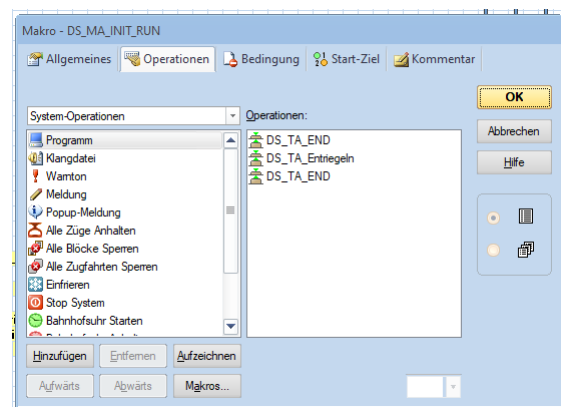 Makro - DS_MA_INIT_RUN
Allgemeines Operationen Bedingung Start-Ziel Kommentar
System-Operationen
Operationen:
Programm
Klangdatei
Warnton
Meldung
Popup-Meldung
Alle Züge Anhalten
Alle Blöcke Sperren
Alle Zugfahrten Sperren
Einfrieren
Stop System
Bahnhofsuhr Starten
DS_TA_END
DS_TA_Entriegeln
DS_TA_END
OK
Abbrechen
Hilfe
Hinzufügen Entfernen Aufzeichnen
Aufwärts Abwärts Makros...